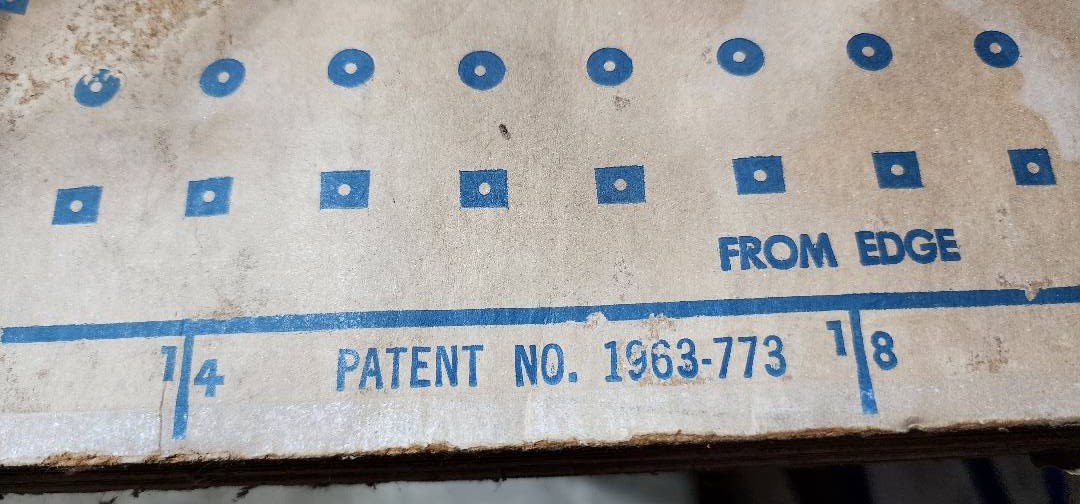 FROM EDGE
1 4 PATENT NO. 1963-773 1 8